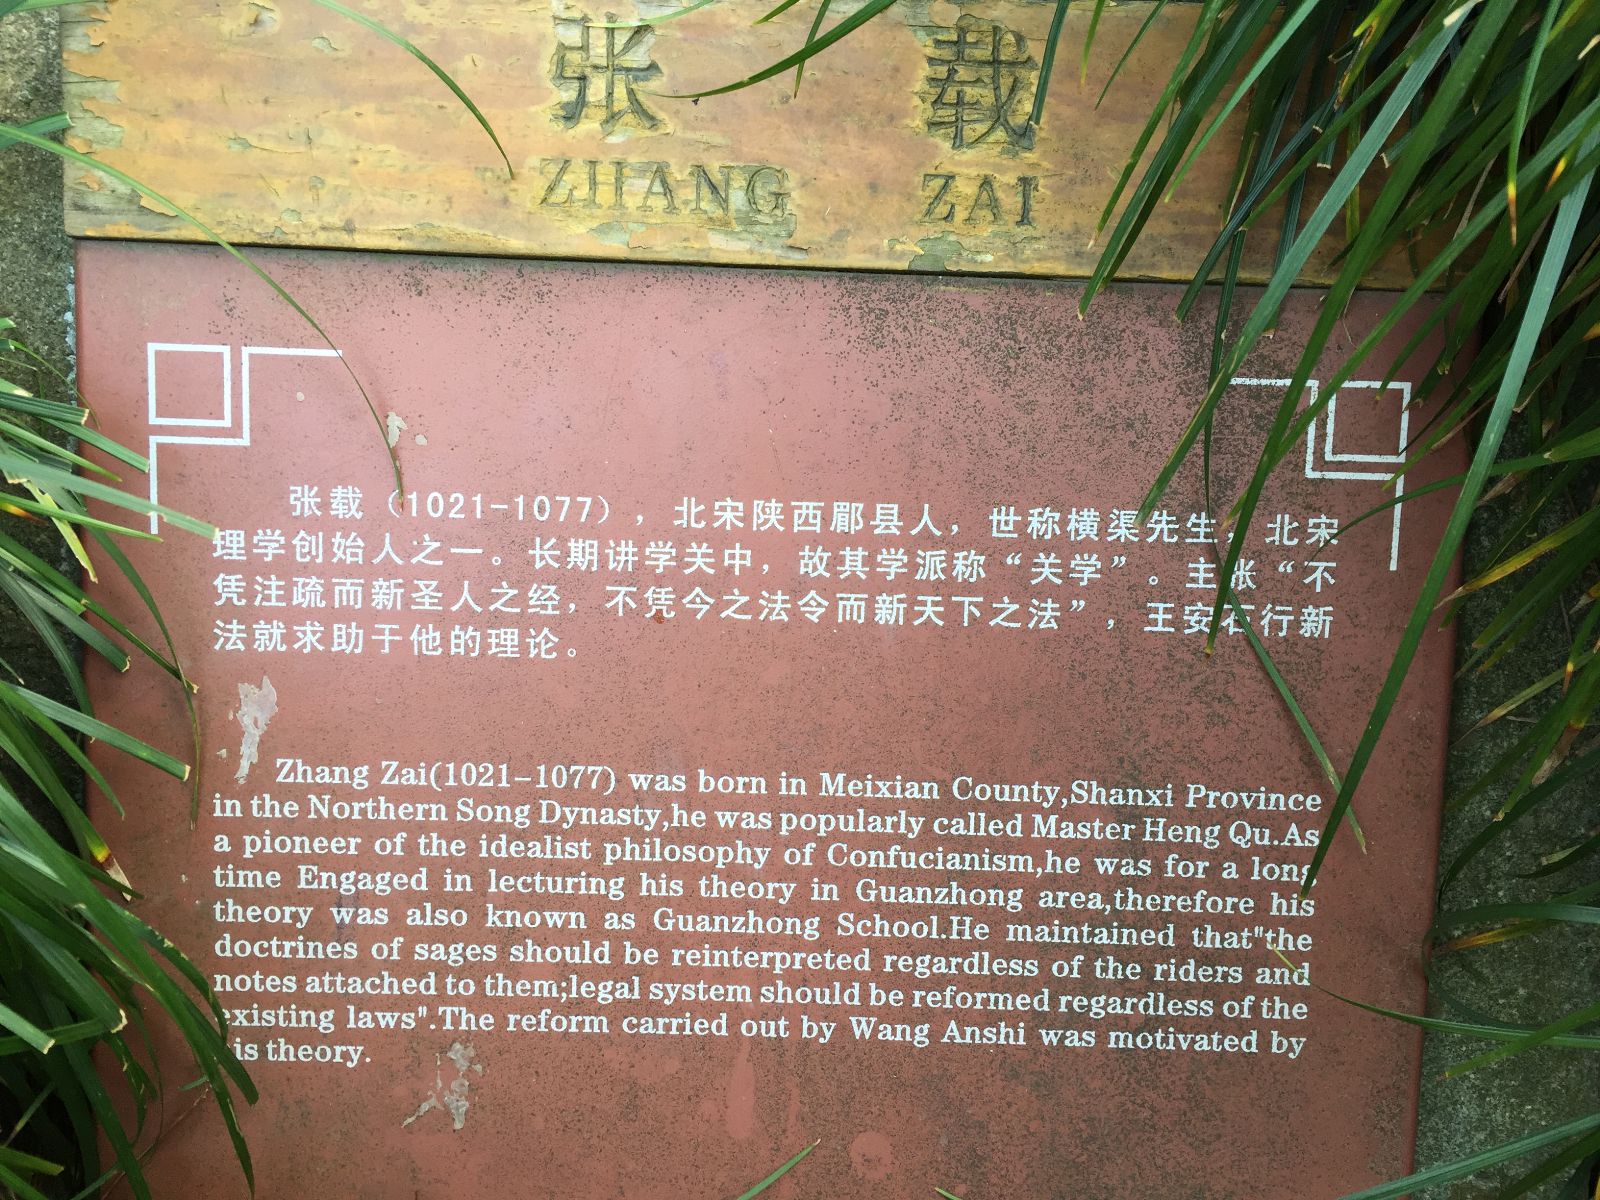 张 载
ZHANG ZAI
张载（1021-1077），北宋陕西郿县人，世称横渠先生，北宋
理学创始人之一。长期讲学关中，故其学派称“关学”。主张“不
凭注疏而新圣人之经，不凭今之法令而新天下之法”，王安石行新
法就求助于他的理论。
Zhang Zai(1021-1077) was born in Meixian County,Shanxi Province
in the Northern Song Dynasty,he was popularly called Master Heng Qu.As
a pioneer of the idealist philosophy of Confucianism,he was for a long
time Engaged in lecturing his theory in Guanzhong area,therefore his
theory was also known as Guanzhong School.He maintained that"the
doctrines of sages should be reinterpreted regardless of the riders and
notes attached to them;legal system should be reformed regardless of the
existing laws".The reform carried out by Wang Anshi was motivated by
his theory.